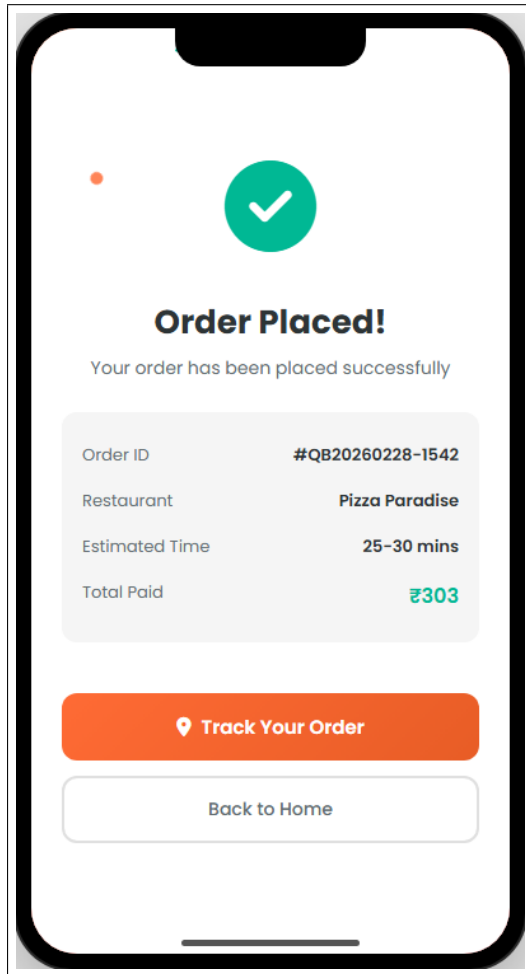 Order Placed!
Your order has been placed successfully
Order ID #QB20260228-1542
Restaurant Pizza Paradise
Estimated Time 25-30 mins
Total Paid ₹303
Track Your Order
Back to Home